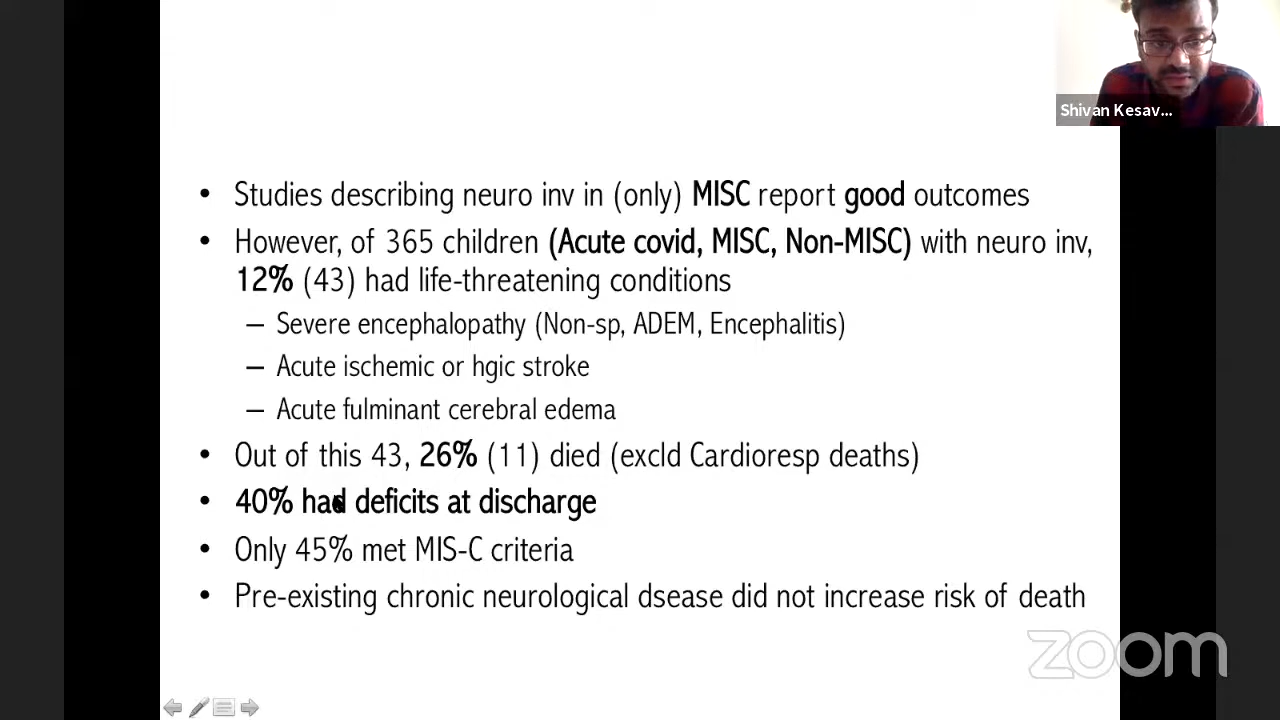 Shivan Kesav...
• Studies describing neuro inv in (only) MISC report good outcomes
• However, of 365 children (Acute covid, MISC, Non-MISC) with neuro inv,
12% (43) had life-threatening conditions
– Severe encephalopathy (Non-sp, ADEM, Encephalitis)
– Acute ischemic or hgic stroke
– Acute fulminant cerebral edema
• Out of this 43, 26% (11) died (excld Cardioresp deaths)
• 40% had deficits at discharge
• Only 45% met MIS-C criteria
• Pre-existing chronic neurological dsease did not increase risk of death
zoom